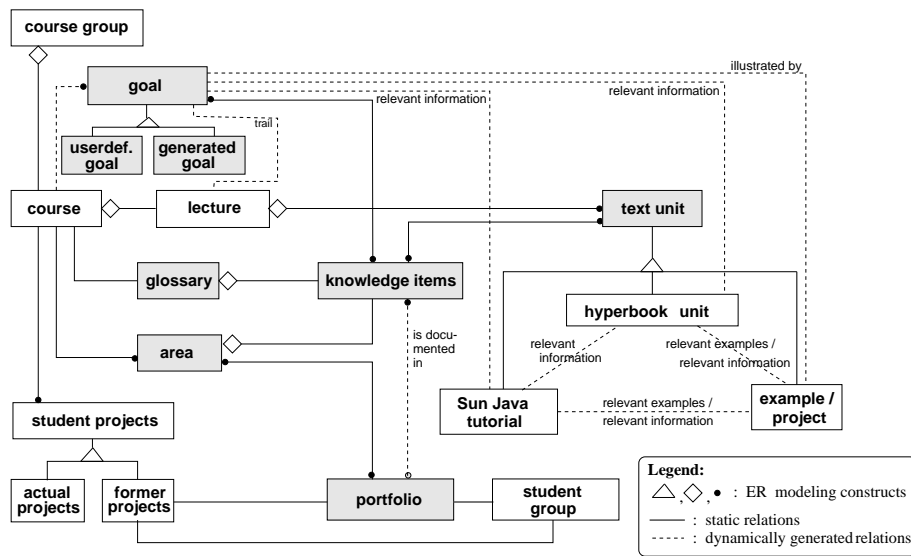 course group
goal
illustrated by
relevant information
relevant information
trail
userdef.
goal
generated
goal
course
lecture
text unit
glossary
knowledge items
hyperbook unit
is docu-
mented
in
relevant
information
relevant examples /
relevant information
area
Sun Java
tutorial
relevant examples /
relevant information
example /
project
student projects
actual
projects
former
projects
portfolio
student
group
Legend:
, , : ER modeling constructs
: static relations
: dynamically generated relations